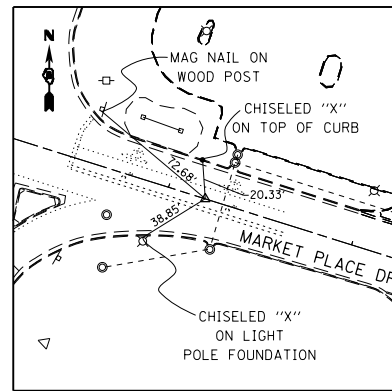 N
MAG NAIL ON
WOOD POST
CHISELED "X"
ON TOP OF CURB
72.68'
20.33'
38.85'
MARKET PLACE DR
CHISELED "X"
ON LIGHT
POLE FOUNDATION